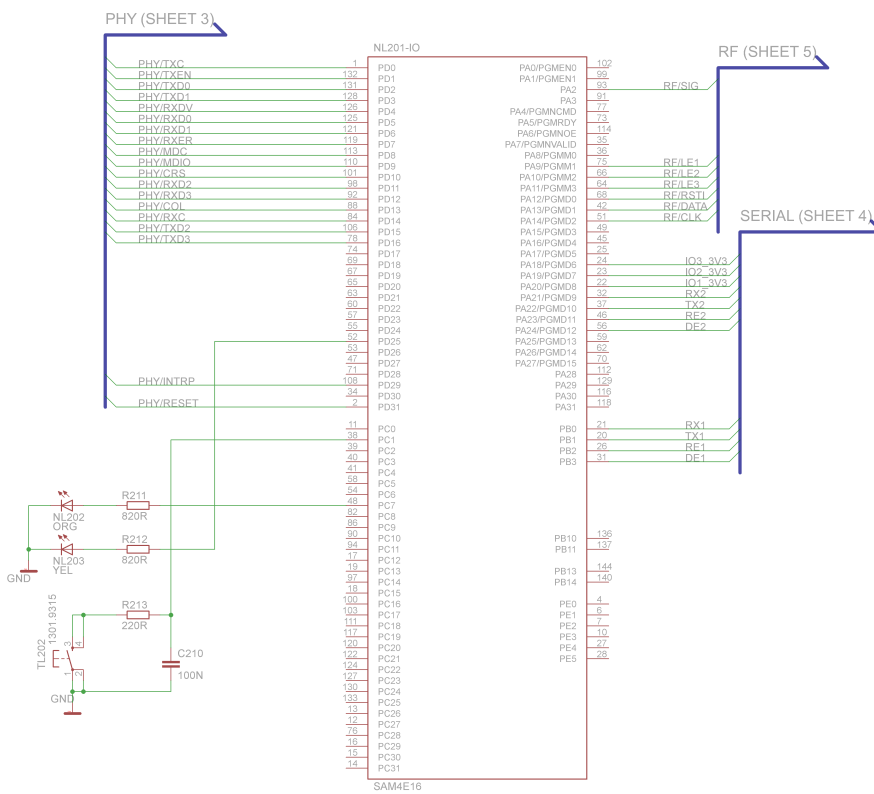 PHY (SHEET 3)
NL201-IO
RF (SHEET 5)
PHY/TXC 1 PD0 PA0/PGMEN0 102
PHY/TXEN 132 PD1 PA1/PGMEN1 99
PHY/TXD0 131 PD2 PA2 93 RF/SIG
PHY/TXD1 128 PD3 PA3 91
PHY/RXDV 126 PD4 PA4/PGMNCMD 77
PHY/RXD0 125 PD5 PA5/PGMRDY 73
PHY/RXD1 121 PD6 PA6/PGMNOE 114
PHY/RXER 119 PD7 PA7/PGMNVALID 35
PHY/MDC 113 PD8 PA8/PGMM0 36
PHY/MDIO 110 PD9 PA9/PGMM1 75 RF/LE1
PHY/CRS 101 PD10 PA10/PGMM2 66 RF/LE2
PHY/RXD2 98 PD11 PA11/PGMM3 64 RF/LE3
PHY/RXD3 92 PD12 PA12/PGMD0 68 RF/RSTL
PHY/COL 88 PD13 PA13/PGMD1 42 RF/DATA
PHY/RXC 84 PD14 PA14/PGMD2 51 RF/CLK
SERIAL (SHEET 4)
PHY/TXD2 106 PD15 PA15/PGMD3 49
PHY/TXD3 78 PD16 PA16/PGMD4 45
74 PD17 PA17/PGMD5 25
69 PD18 PA18/PGMD6 24 IO3_3V3
67 PD19 PA19/PGMD7 23 IO2_3V3
65 PD20 PA20/PGMD8 22 IO1_3V3
63 PD21 PA21/PGMD9 32 RX2
60 PD22 PA22/PGMD10 37 TX2
57 PD23 PA23/PGMD11 46 RE2
55 PD24 PA24/PGMD12 56 DE2
52 PD25 PA25/PGMD13 59
53 PD26 PA26/PGMD14 62
47 PD27 PA27/PGMD15 70
71 PD28 PA28 112
PHY/INTRP 108 PD29 PA29 129
34 PD30 PA30 116
PHY/RESET 2 PD31 PA31 118
11 PC0 PB0 21 RX1
38 PC1 PB1 20 TX1
39 PC2 PB2 26 RE1
40 PC3 PB3 31 DE1
41 PC4
58 PC5
54 PC6
R211 48 PC7
NL202 820R 82 PC8
ORG 86 PC9
90 PC10 PB10 136
R212 94 PC11 PB11 137
NL203 820R 17 PC12
YEL 19 PC13 PB13 144
GND 97 PC14 PB14 140
18 PC15
R213 100 PC16 PE0 4
220R 103 PC17 PE1 6
111 PC18 PE2 7
117 PC19 PE3 10
120 PC20 PE4 27
122 PC21 PE5 28
TL202
1301.9315
3 4
1 2
C210
100N
124 PC22
127 PC23
130 PC24
GND
133 PC25
13 PC26
12 PC27
76 PC28
16 PC29
15 PC30
14 PC31
SAM4E16